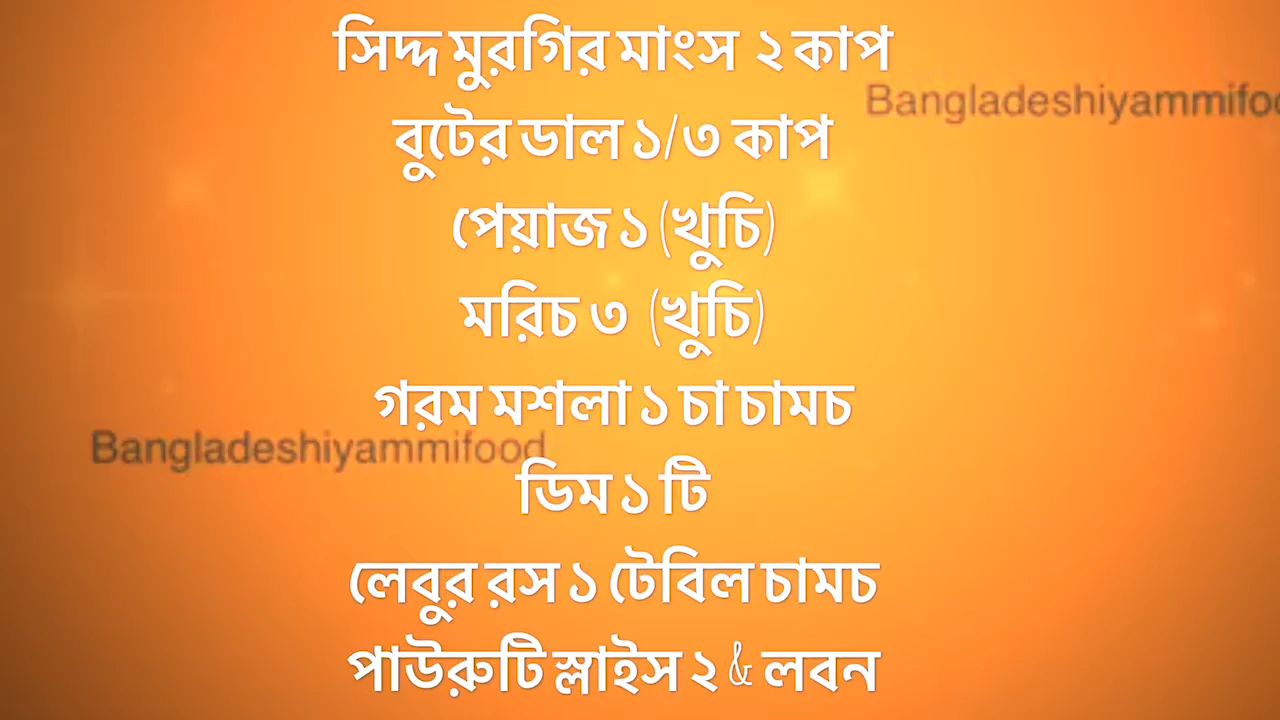 সিদ্দ মুরগির মাংস ২ কাপ
Bangladeshiyammifoo
বুটের ডাল ১/৩ কাপ
পেয়াজ ১ (খুচি)
মরিচ ৩ (খুচি)
গরম মশলা ১ চা চামচ
Bangladeshiyammifood
ডিম ১ টি
লেবুর রস ১ টেবিল চামচ
পাউরুটি স্লাইস ২ & লবন